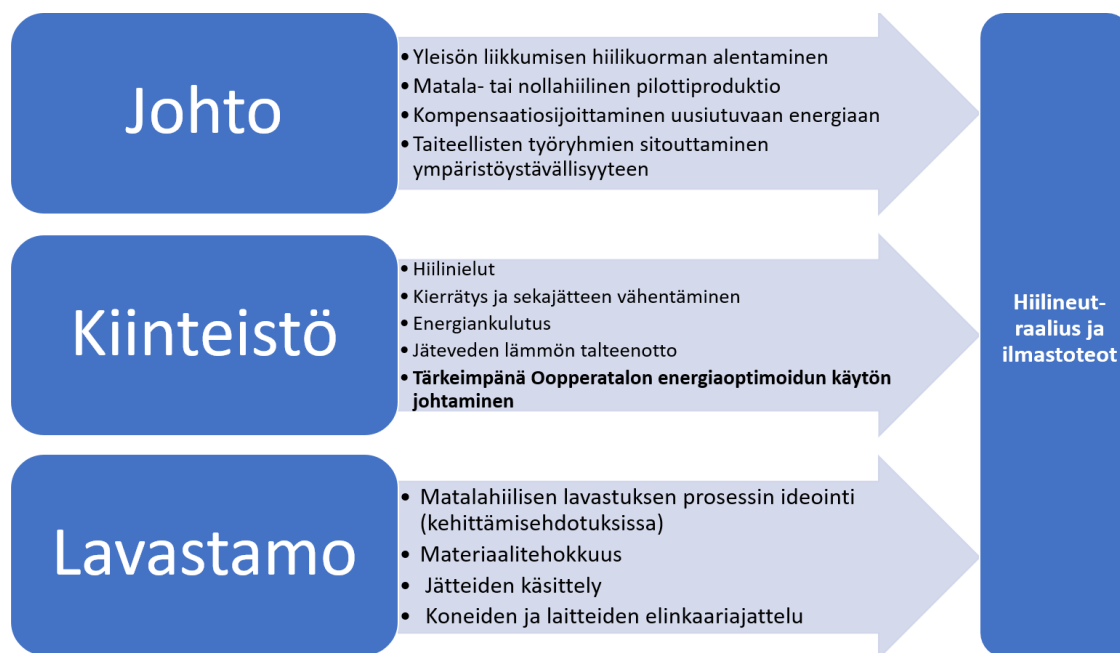 Johto
• Yleisön liikkumisen hiilikuorman alentaminen
• Matala- tai nollahiilinen pilottiproduktio
• Kompensaatiosijoittaminen uusiutuvaan energiaan
• Taiteellisten työryhmien sitouttaminen
ympäristöystävällisyyteen
Kiinteistö
• Hiilinielut
• Kierrätys ja sekajätteen vähentäminen
• Energiankulutus
• Jäteveden lämmön talteenotto
• Tärkeimpänä Oopperatalon energiaoptimoidun käytön
johtaminen
Lavastamo
• Matalahiilisen lavastuksen prosessin ideointi
(kehittämisehdotuksissa)
• Materiaalitehokkuus
• Jätteiden käsittely
• Koneiden ja laitteiden elinkaariajattelu
Hiilineut-
raalius ja
ilmastoteot